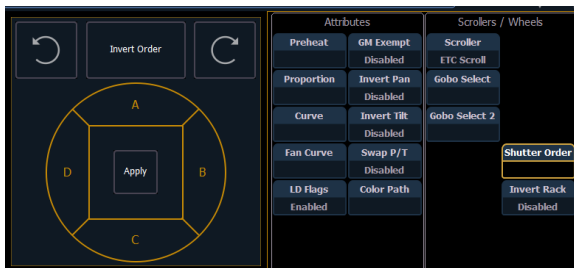 Attributes
Scrollers / Wheels
Invert Order
A
B
C
D
Apply
Preheat
GM Exempt
Disabled
Scroller
ETC Scroll
Proportion
Invert Pan
Disabled
Gobo Select
Curve
Invert Tilt
Disabled
Gobo Select 2
Fan Curve
Swap P/T
Disabled
Shutter Order
LD Flags
Enabled
Color Path
Invert Rack
Disabled